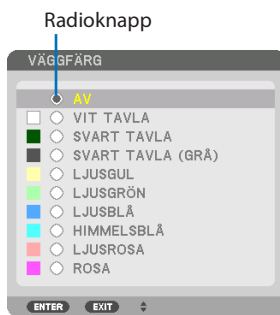 Radioknapp
VÄGGFÄRG
AV
VIT TAVLA
SVART TAVLA
SVART TAVLA (GRÅ)
LJUSGUL
LJUSGRÖN
LJUSBLÅ
HIMMELSBLÅ
LJUSROSA
ROSA
ENTER EXIT